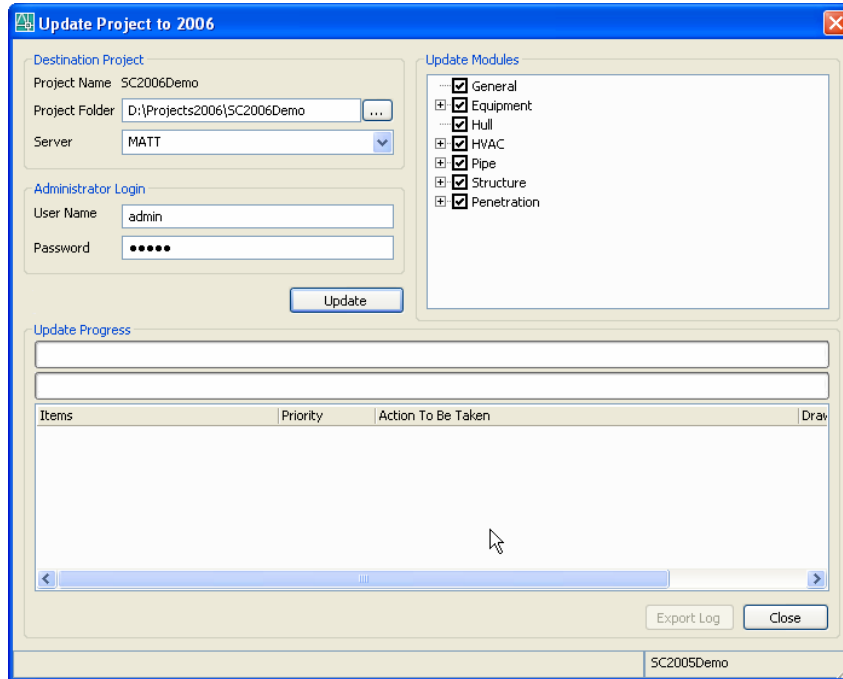 Update Project to 2006
Destination Project
Project Name SC2006Demo
Project Folder D:\Projects2006\SC2006Demo ...
Server MATT
Administrator Login
User Name admin
Password •••••
Update
Update Modules
General
Equipment
Hull
HVAC
Pipe
Structure
Penetration
Update Progress
Items Priority Action To Be Taken Draw
Export Log Close
SC2005Demo